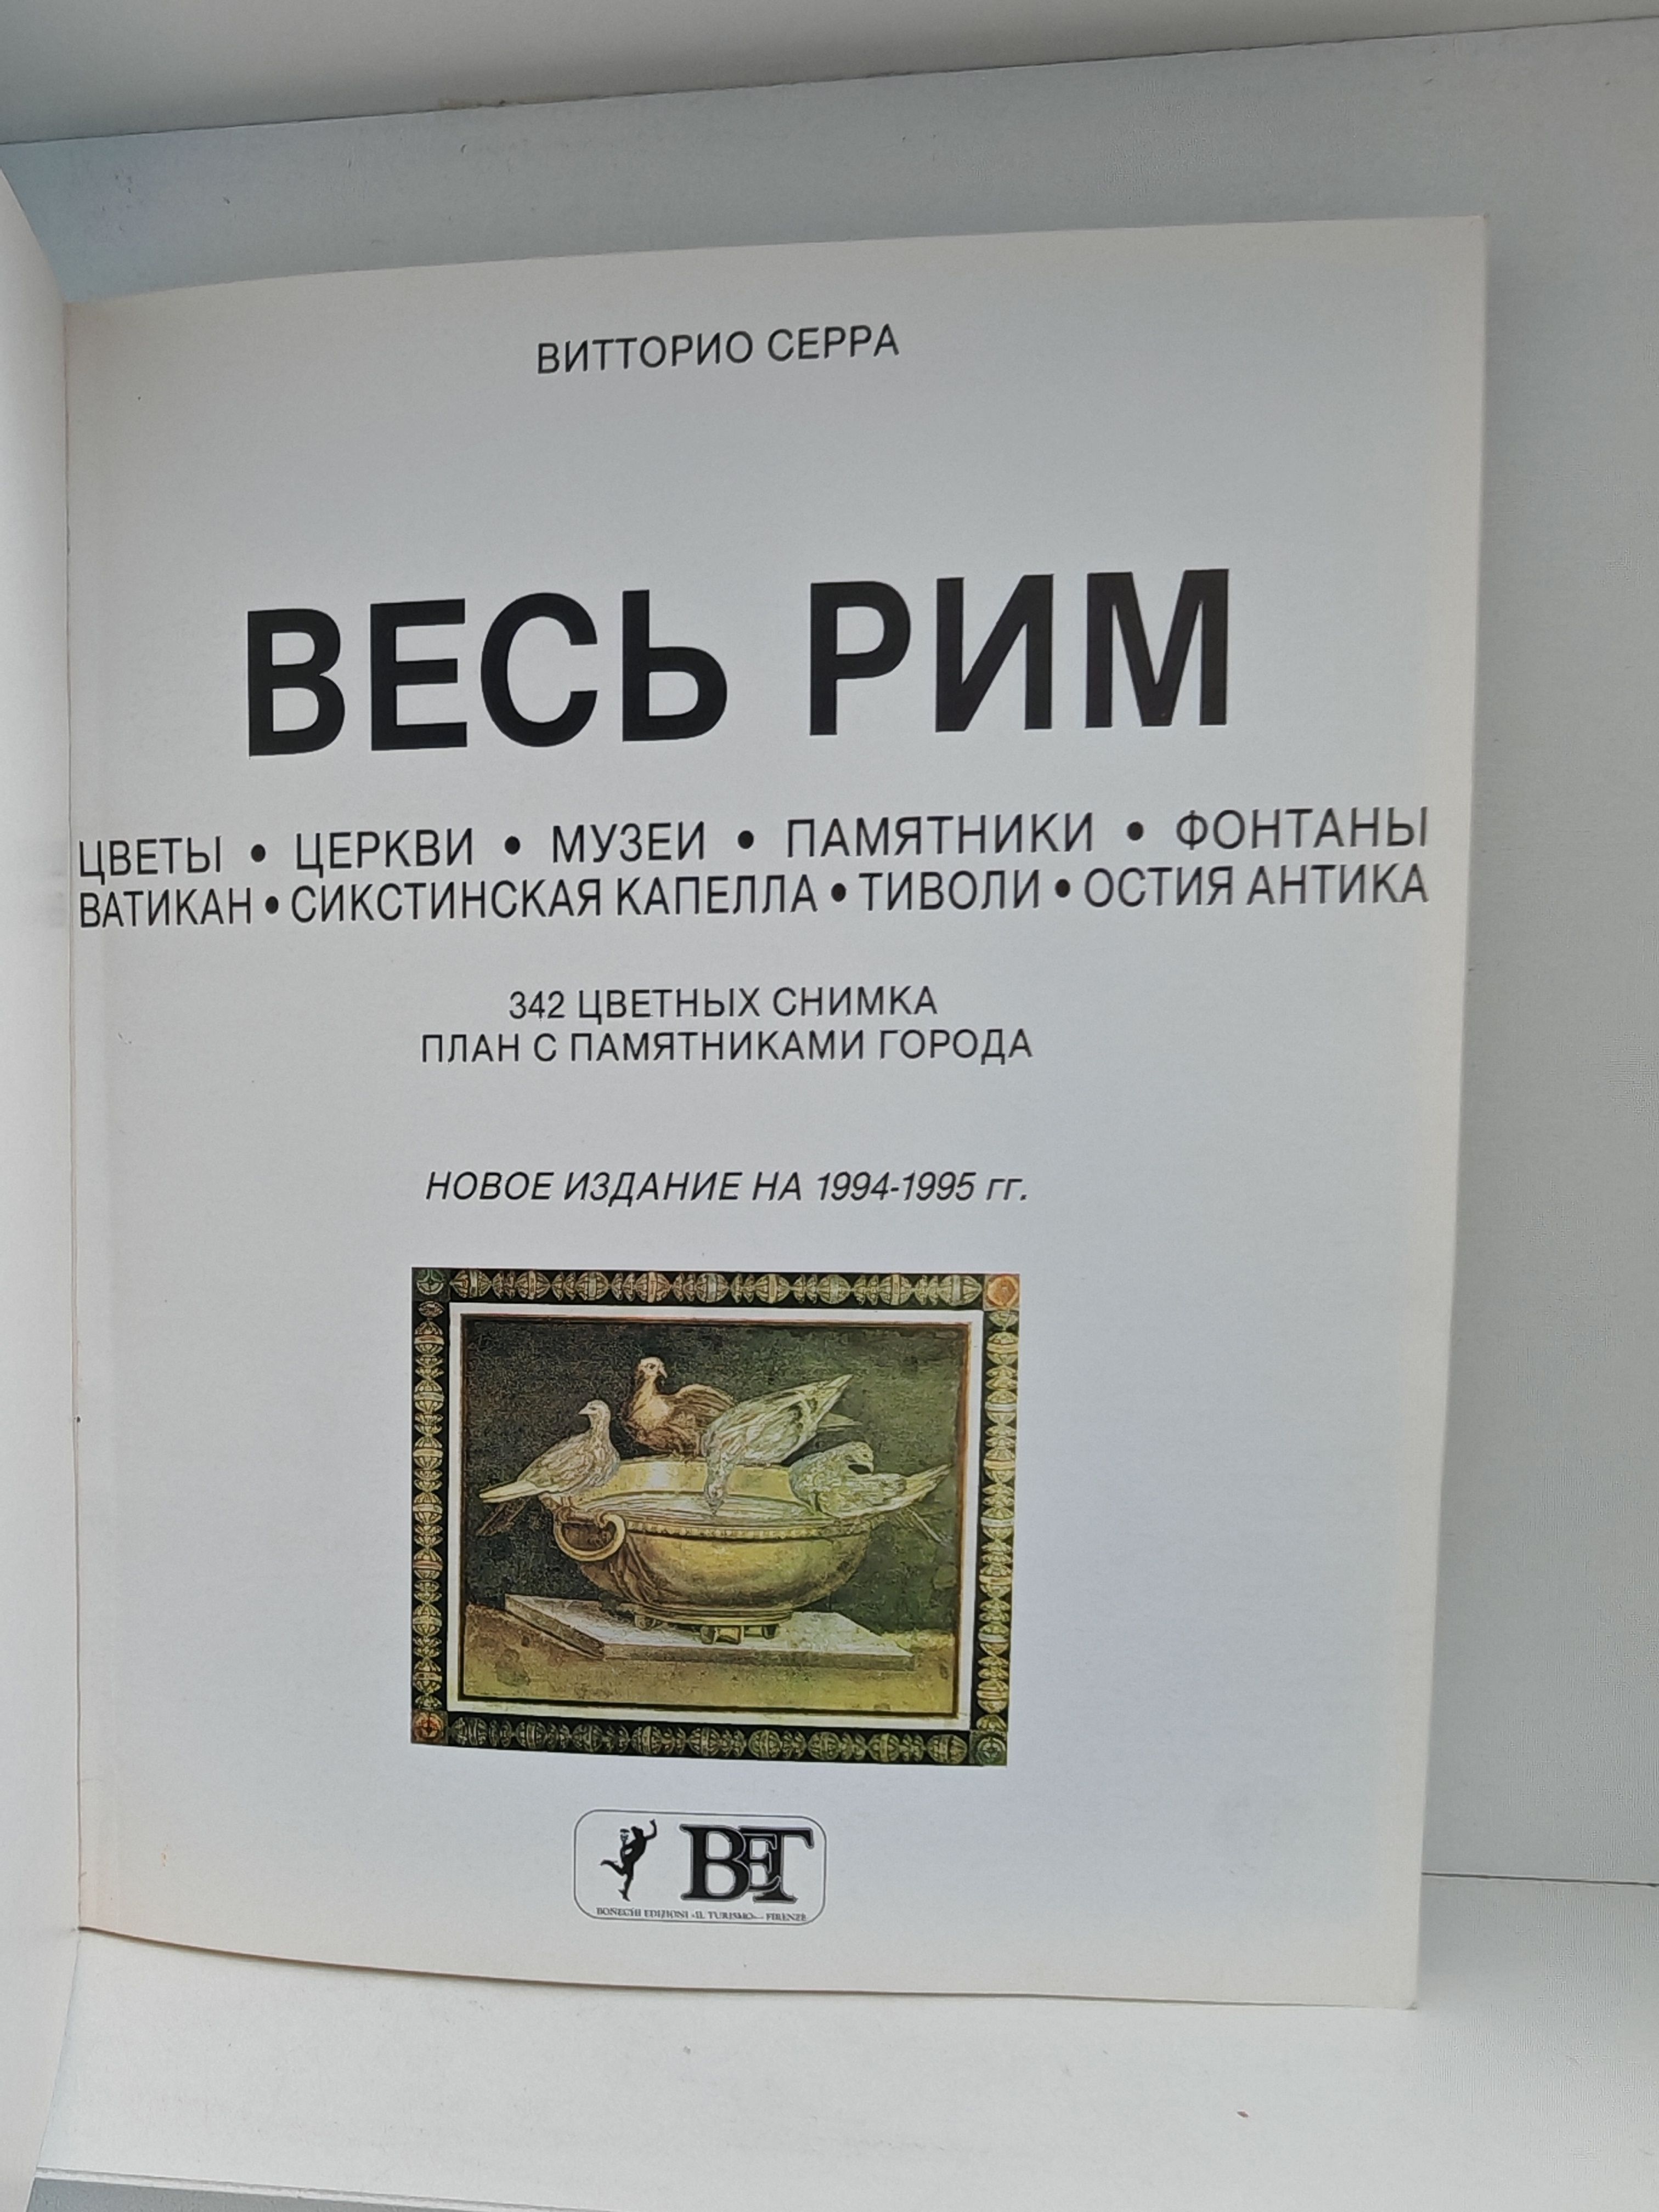 ВИТТОРИО СЕРРА
ВЕСЬ РИМ
ЦВЕТЫ • ЦЕРКВИ • МУЗЕИ • ПАМЯТНИКИ • ФОНТАНЫ
ВАТИКАН • СИКСТИНСКАЯ КАПЕЛЛА • ТИВОЛИ • ОСТИЯ АНТИКА
342 ЦВЕТНЫХ СНИМКА
ПЛАН С ПАМЯТНИКАМИ ГОРОДА
НОВОЕ ИЗДАНИЕ НА 1994-1995 гг.
BET
BONECHI EDIZIONI «IL TURISMO» - FIRENZE